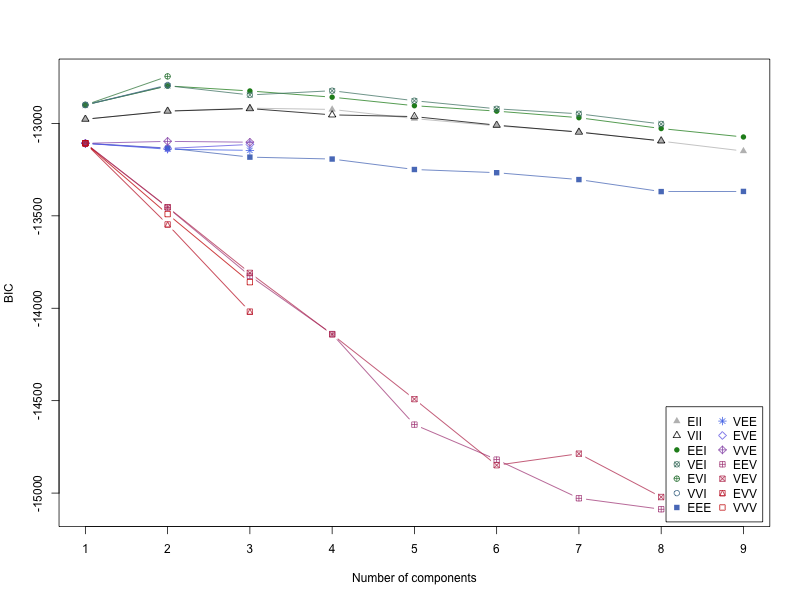 BIC
-13000
-13500
-14000
-14500
-15000
1 2 3 4 5 6 7 8 9
Number of components
EII VEE
VII EVE
EEI VVE
VEI EEV
EVI VEV
VVI EVV
EEE VVV